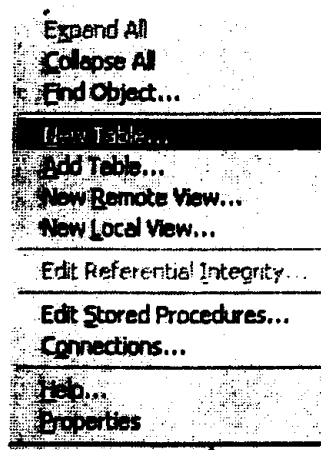 Expand All
Collapse All
Find Object...
New Table...
Add Table...
New Remote View...
New Local View...
Edit Referential Integrity...
Edit Stored Procedures...
Connections...
Help...
Properties